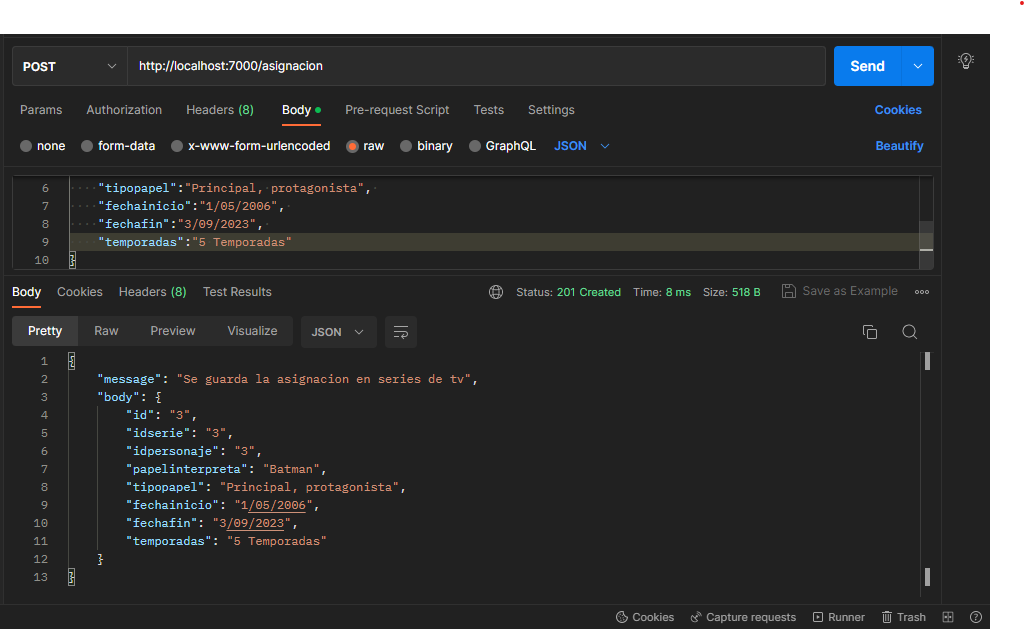 POST http://localhost:7000/asignacion Send
Params Authorization Headers (8) Body Pre-request Script Tests Settings Cookies
none form-data x-www-form-urlencoded raw binary GraphQL JSON Beautify
6 "tipopapel":"Principal, protagonista",
7 "fechainicio":"1/05/2006",
8 "fechafin":"3/09/2023",
9 "temporadas":"5 Temporadas"
10 }
Body Cookies Headers (8) Test Results Status: 201 Created Time: 8 ms Size: 518 B Save as Example
Pretty Raw Preview Visualize JSON
1 {
2 "message": "Se guarda la asignacion en series de tv",
3 "body": {
4 "id": "3",
5 "idserie": "3",
6 "idpersonaje": "3",
7 "papelinterpreta": "Batman",
8 "tipopapel": "Principal, protagonista",
9 "fechainicio": "1/05/2006",
10 "fechafin": "3/09/2023",
11 "temporadas": "5 Temporadas"
12 }
13 }
Cookies Capture requests Runner Trash